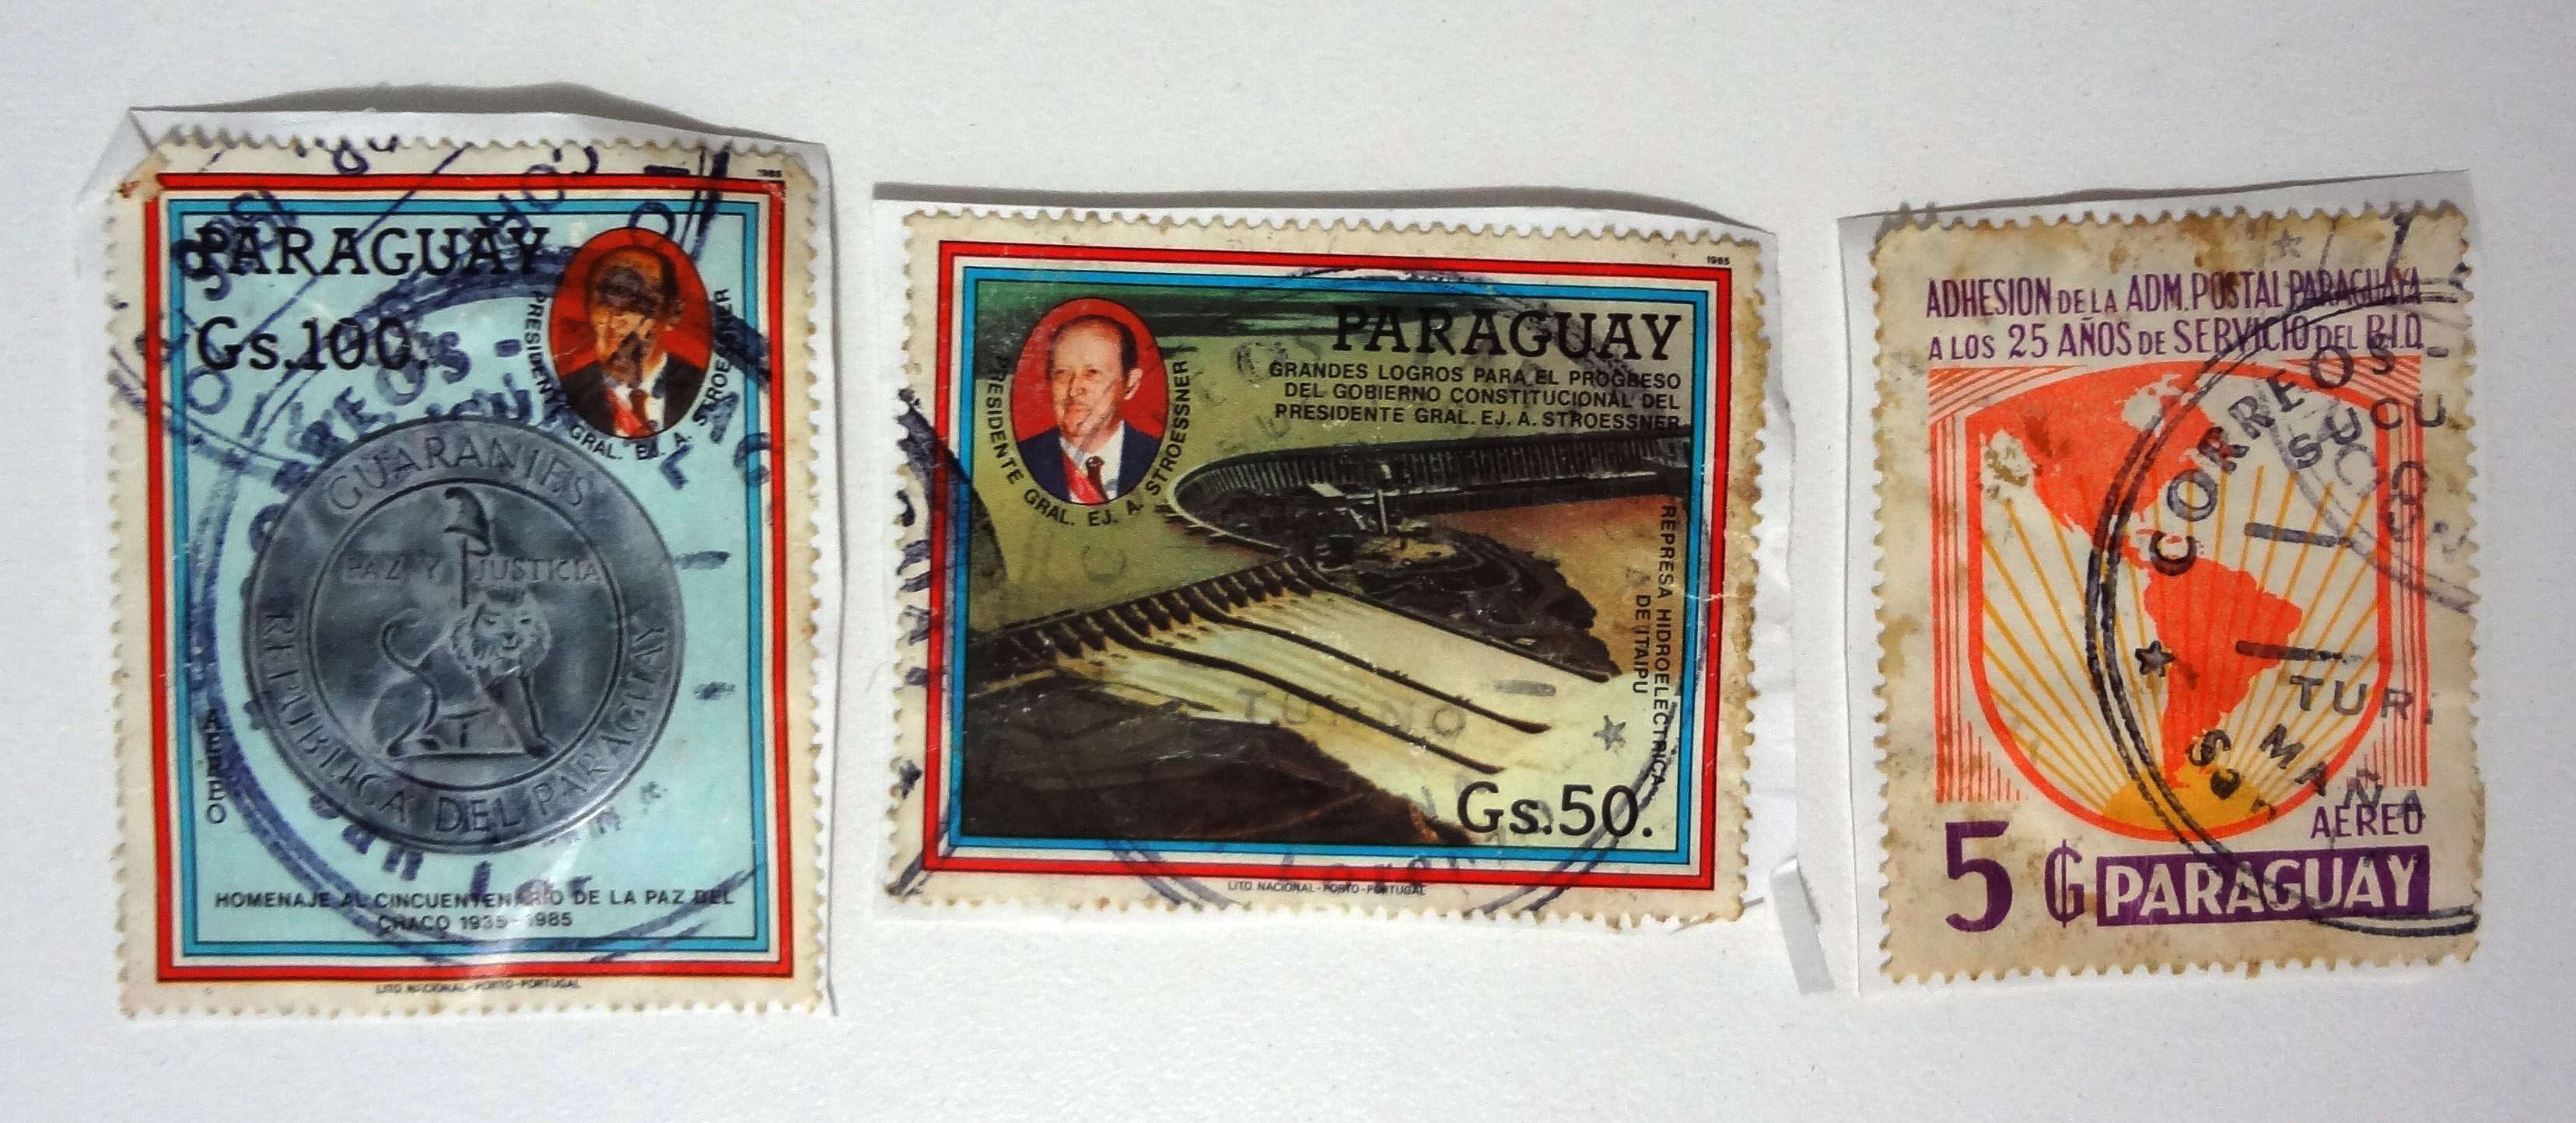 1985
PARAGUAY
Gs.100.
PRESIDENTE GRAL. EJ. A. STROESSNER
GUARANIES
PAZ Y JUSTICIA
REPUBLICA DEL PARAGUAY
AEREO
HOMENAJE AL CINCUENTENARIO DE LA PAZ DEL
CHACO 1935-1985
LITO NACIONAL-PORTO-PORTUGAL
1985
PARAGUAY
GRANDES LOGROS PARA EL PROGRESO
DEL GOBIERNO CONSTITUCIONAL DEL
PRESIDENTE GRAL. EJ. A. STROESSNER
PRESIDENTE GRAL. EJ. A. STROESSNER
REPRESA HIDROELECTRICA
DE ITAIPU
TURNO
Gs.50.
LITO NACIONAL-PORTO-PORTUGAL
ADHESION DE LA ADM. POSTAL PARAGUAYA
A LOS 25 AÑOS DE SERVICIO DEL B.I.D.
CORREOS -
SUCU
TUR.
MAÑA
San
AEREO
5 ₲ PARAGUAY